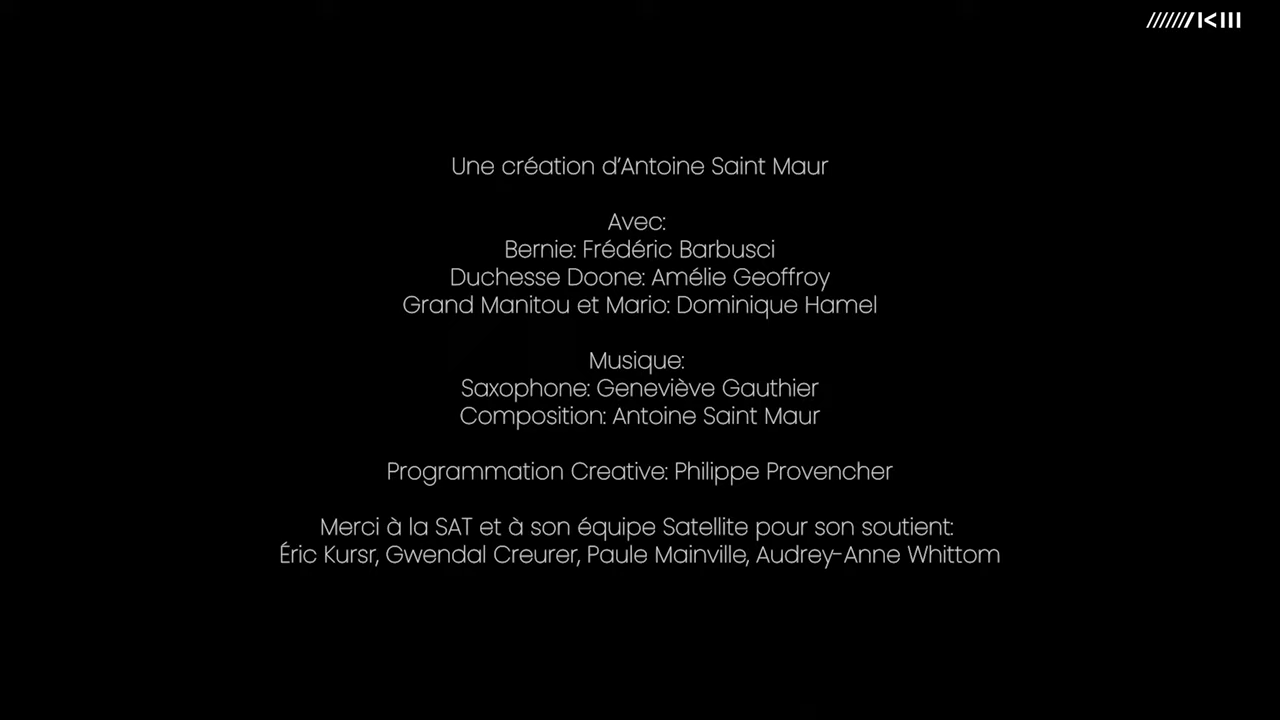 Une création d'Antoine Saint Maur
Avec:
Bernie: Frédéric Barbusci
Duchesse Doone: Amélie Geoffroy
Grand Manitou et Mario: Dominique Hamel
Musique:
Saxophone: Geneviève Gauthier
Composition: Antoine Saint Maur
Programmation Creative: Philippe Provencher
Merci à la SAT et à son équipe Satellite pour son soutient:
Éric Kursr, Gwendal Creurer, Paule Mainville, Audrey-Anne Whittom